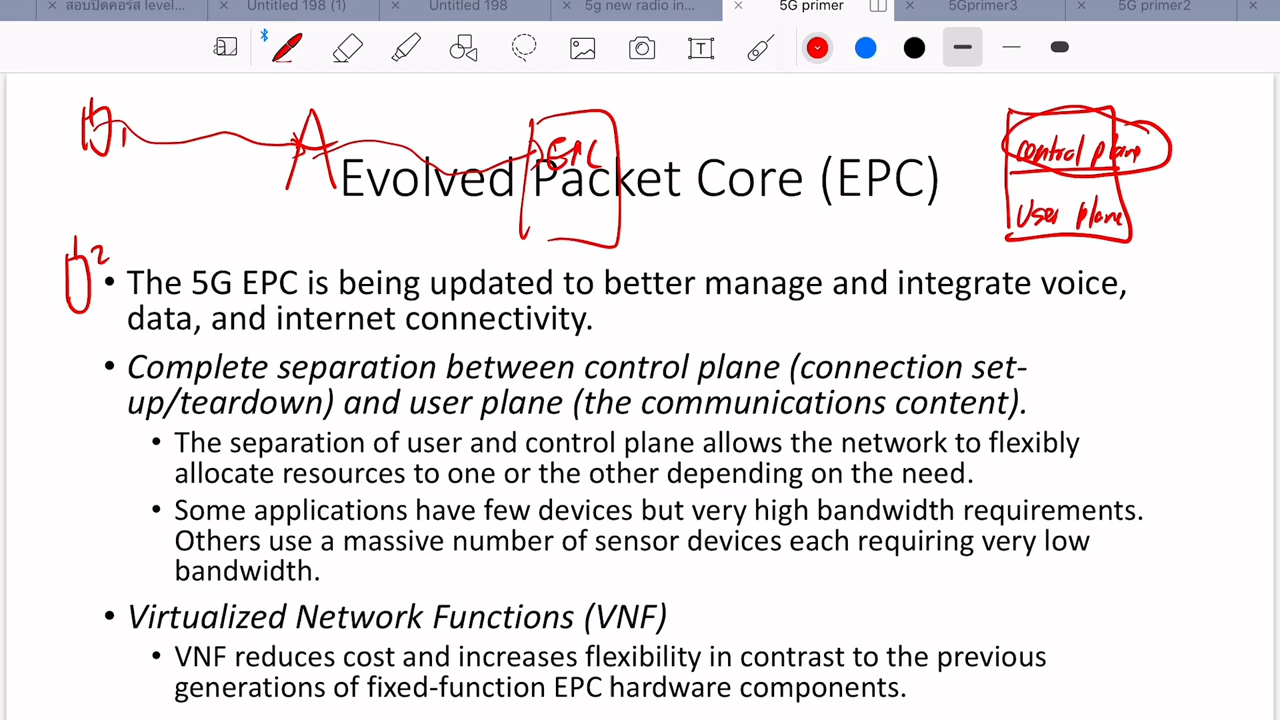 สอบปิดคอร์ส level...
Untitled 198 (1)
Untitled 198
5g new radio in...
5G primer
5Gprimer3
5G primer2
T
1
EPC
control plane
User plane
2
Evolved Packet Core (EPC)
• The 5G EPC is being updated to better manage and integrate voice,
data, and internet connectivity.
• Complete separation between control plane (connection set-
up/teardown) and user plane (the communications content).
• The separation of user and control plane allows the network to flexibly
allocate resources to one or the other depending on the need.
• Some applications have few devices but very high bandwidth requirements.
Others use a massive number of sensor devices each requiring very low
bandwidth.
• Virtualized Network Functions (VNF)
• VNF reduces cost and increases flexibility in contrast to the previous
generations of fixed-function EPC hardware components.